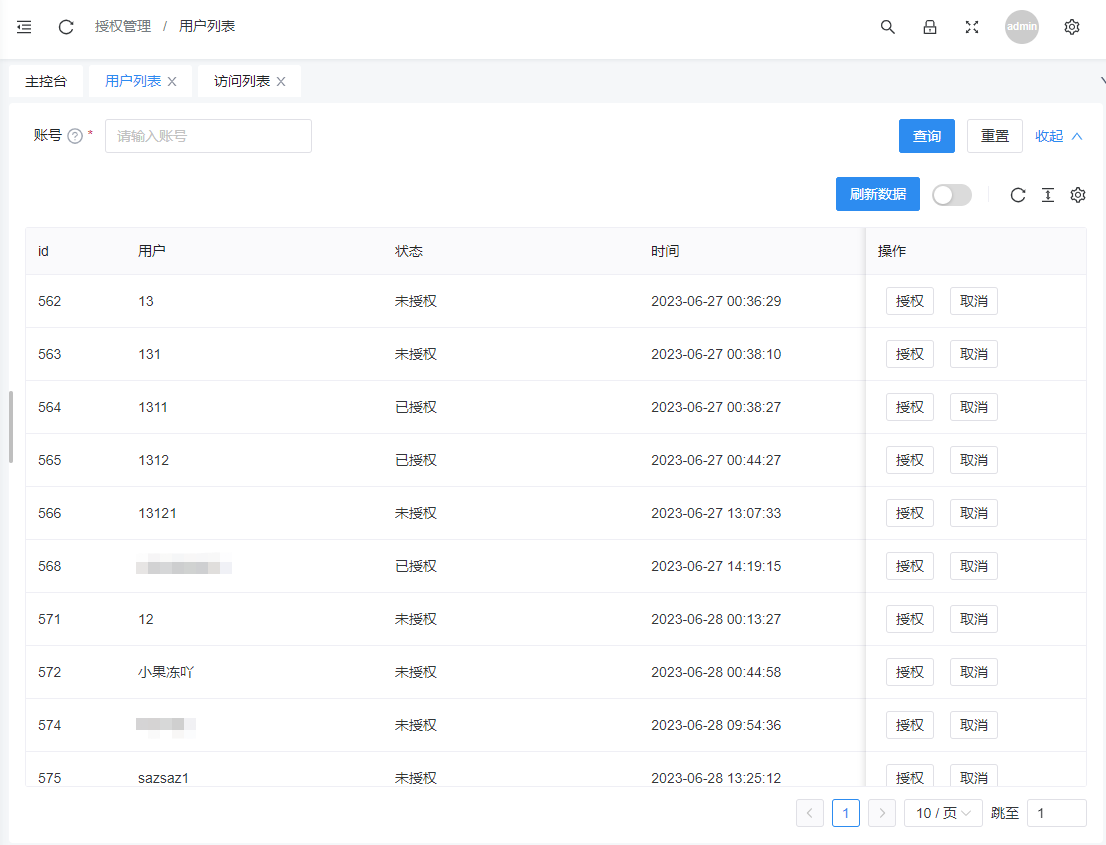 授权管理 / 用户列表 admin
主控台 用户列表 访问列表
账号 * 请输入账号 查询 重置 收起
刷新数据
id 用户 状态 时间 操作
562 13 未授权 2023-06-27 00:36:29 授权 取消
563 131 未授权 2023-06-27 00:38:10 授权 取消
564 1311 已授权 2023-06-27 00:38:27 授权 取消
565 1312 已授权 2023-06-27 00:44:27 授权 取消
566 13121 未授权 2023-06-27 13:07:33 授权 取消
568 已授权 2023-06-27 14:19:15 授权 取消
571 12 未授权 2023-06-28 00:13:27 授权 取消
572 小果冻吖 未授权 2023-06-28 00:44:58 授权 取消
574 未授权 2023-06-28 09:54:36 授权 取消
575 sazsaz1 未授权 2023-06-28 13:25:12 授权 取消
1 10 / 页 跳至 1